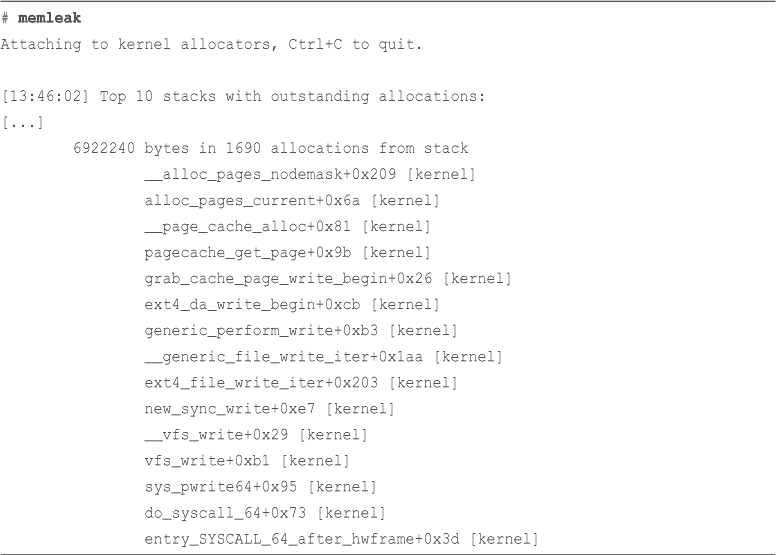 # memleak
Attaching to kernel allocators, Ctrl+C to quit.
[13:46:02] Top 10 stacks with outstanding allocations:
[...]
6922240 bytes in 1690 allocations from stack
__alloc_pages_nodemask+0x209 [kernel]
alloc_pages_current+0x6a [kernel]
__page_cache_alloc+0x81 [kernel]
pagecache_get_page+0x9b [kernel]
grab_cache_page_write_begin+0x26 [kernel]
ext4_da_write_begin+0xcb [kernel]
generic_perform_write+0xb3 [kernel]
__generic_file_write_iter+0x1aa [kernel]
ext4_file_write_iter+0x203 [kernel]
new_sync_write+0xe7 [kernel]
__vfs_write+0x29 [kernel]
vfs_write+0xb1 [kernel]
sys_pwrite64+0x95 [kernel]
do_syscall_64+0x73 [kernel]
entry_SYSCALL_64_after_hwframe+0x3d [kernel]